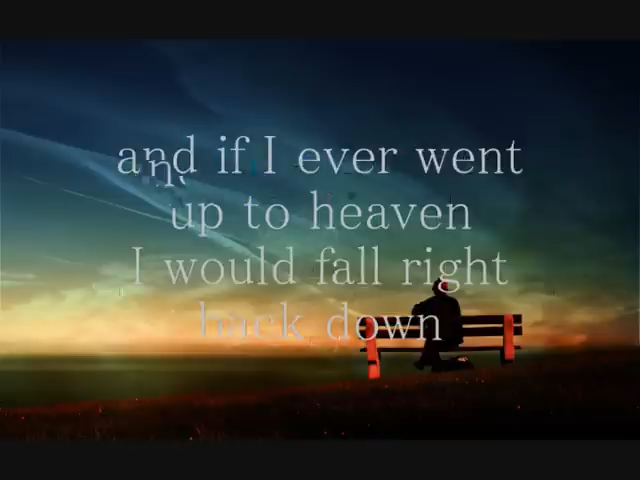 and if I ever went
up to heaven
I would fall right
back down